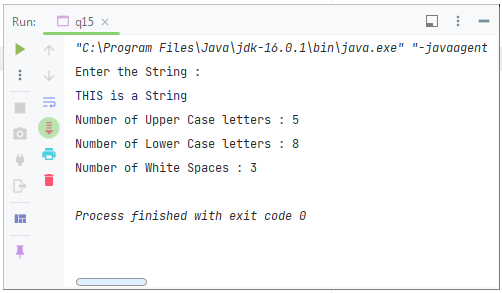 Run: q15
"C:\Program Files\Java\jdk-16.0.1\bin\java.exe" "-javaagent
Enter the String :
THIS is a String
Number of Upper Case letters : 5
Number of Lower Case letters : 8
Number of White Spaces : 3
Process finished with exit code 0